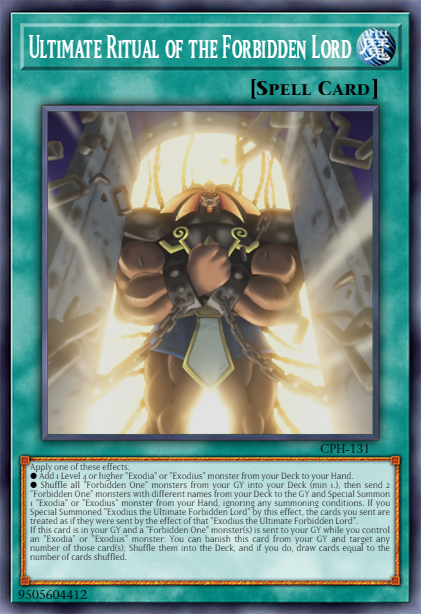 ULTIMATE RITUAL OF THE FORBIDDEN LORD
魔
[SPELL CARD]
CPH-131
Apply one of these effects:
● Add 1 Level 4 or higher "Exodia" or "Exodius" monster from your Deck to your Hand.
● Shuffle all "Forbidden One" monsters from your GY into your Deck (min 1.), then send 2
"Forbidden One" monsters with different names from your Deck to the GY and Special Summon
1 "Exodia" or "Exodius" monster from your Hand, ignoring any summoning conditions. If you
Special Summoned "Exodius the Ultimate Forbidden Lord" by this effect, the cards you sent are
treated as if they were sent by the effect of that "Exodius the Ultimate Forbidden Lord".
If this card is in your GY and a "Forbidden One" monster(s) is sent to your GY while you control
an "Exodia" or "Exodius" monster: You can banish this card from your GY and target any
number of those card(s); Shuffle them into the Deck, and if you do, draw cards equal to the
number of cards shuffled.
9505604412